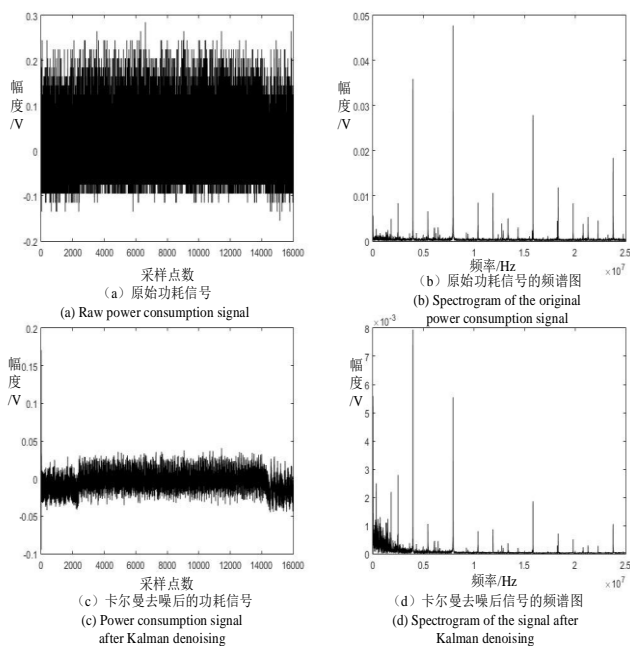 0.3
0.2
0.1
0
-0.1
-0.2
幅
度
/V
0 2000 4000 6000 8000 10000 12000 14000 16000
采样点数
（a）原始功耗信号
(a) Raw power consumption signal
0.05
0.04
0.03
0.02
0.01
0
幅
度
/V
0 0.5 1 1.5 2 2.5
×10⁷
频率/Hz
（b）原始功耗信号的频谱图
(b) Spectrogram of the original
power consumption signal
0.2
0.15
0.1
0.05
0
-0.05
-0.1
幅
度
/V
0 2000 4000 6000 8000 10000 12000 14000 16000
采样点数
（c）卡尔曼去噪后的功耗信号
(c) Power consumption signal
after Kalman denoising
×10⁻³
8
7
6
5
4
3
2
1
0
幅
度
/V
0 0.5 1 1.5 2 2.5
×10⁷
频率/Hz
（d）卡尔曼去噪后信号的频谱图
(d) Spectrogram of the signal after
Kalman denoising